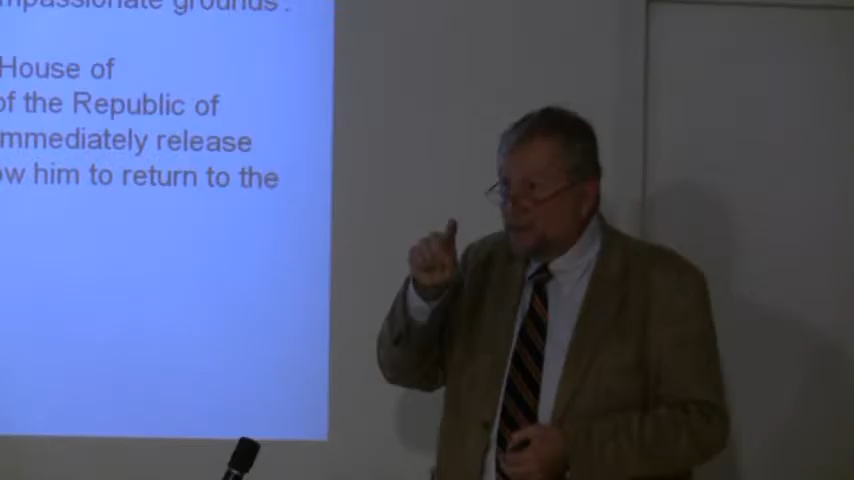 mpassionate grounds'.
House of
of the Republic of
mmediately release
ow him to return to the